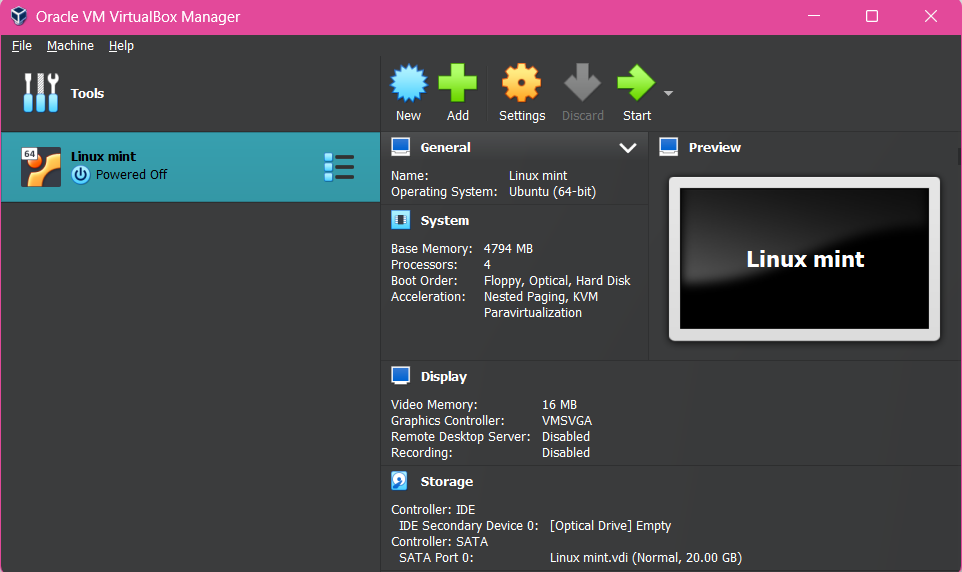 Oracle VM VirtualBox Manager
File Machine Help
Tools
New Add Settings Discard Start
64
Linux mint
Powered Off
General
Name: Linux mint
Operating System: Ubuntu (64-bit)
Preview
Linux mint
System
Base Memory: 4794 MB
Processors: 4
Boot Order: Floppy, Optical, Hard Disk
Acceleration: Nested Paging, KVM
Paravirtualization
Display
Video Memory: 16 MB
Graphics Controller: VMSVGA
Remote Desktop Server: Disabled
Recording: Disabled
Storage
Controller: IDE
IDE Secondary Device 0: [Optical Drive] Empty
Controller: SATA
SATA Port 0: Linux mint.vdi (Normal, 20.00 GB)